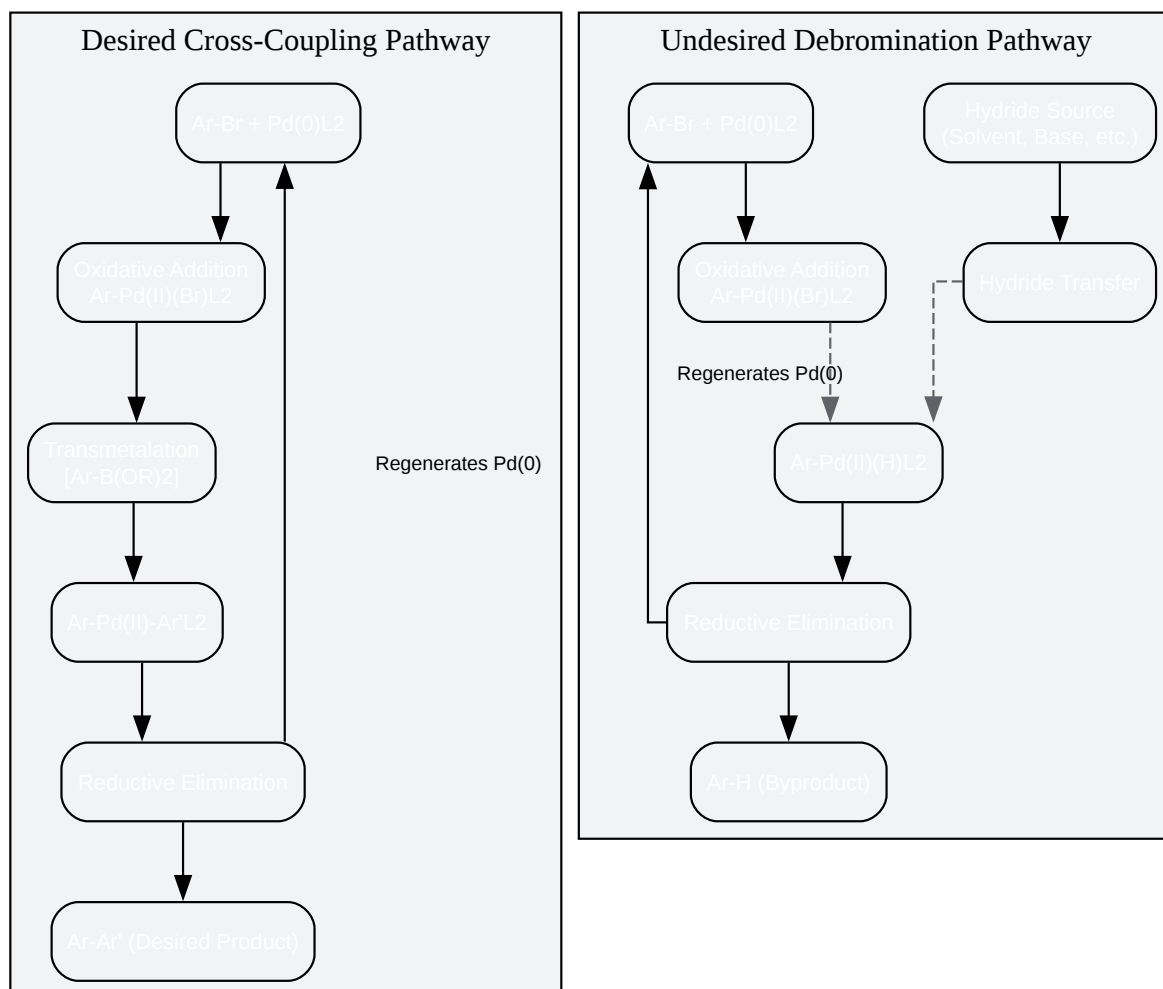 Desired Cross-Coupling Pathway
Ar-Br + Pd(0)L2
Oxidative Addition
Ar-Pd(II)(Br)L2
Transmetalation
[Ar-B(OR)2]
Regenerates Pd(0)
Ar-Pd(II)-Ar'L2
Reductive Elimination
Ar-Ar' (Desired Product)
Undesired Debromination Pathway
Ar-Br + Pd(0)L2
Hydride Source
(Solvent, Base, etc.)
Oxidative Addition
Ar-Pd(II)(Br)L2
Hydride Transfer
Regenerates Pd(0)
Ar-Pd(II)(H)L2
Reductive Elimination
Ar-H (Byproduct)